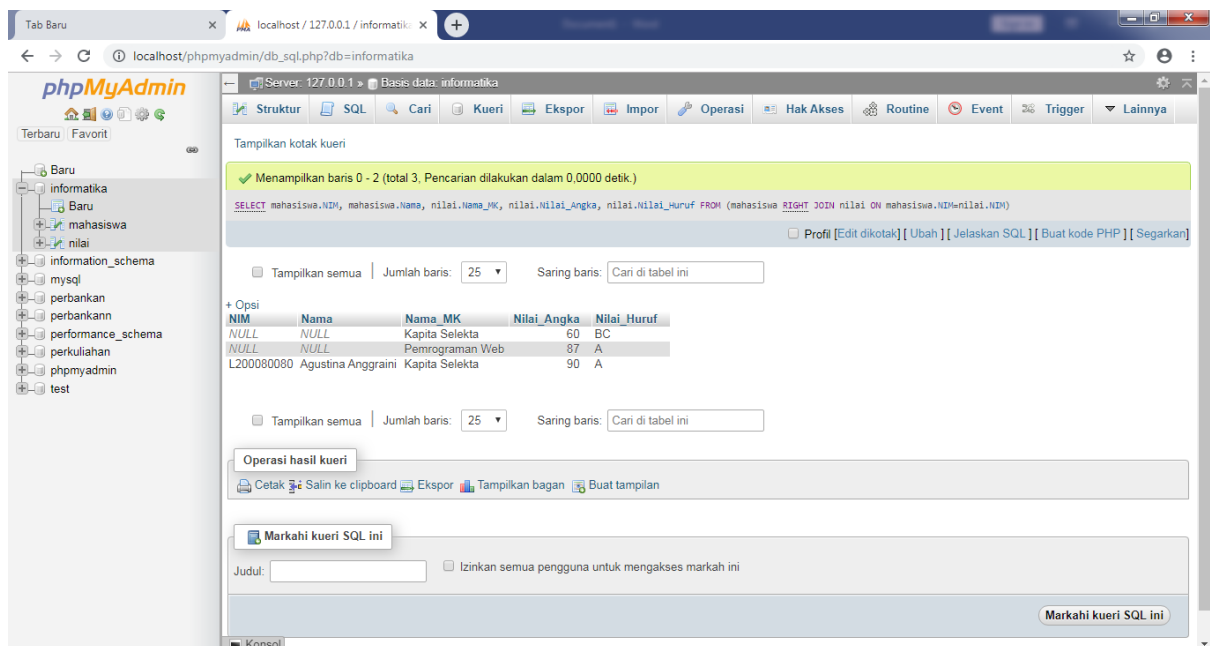 Tab Baru
localhost / 127.0.0.1 / informatik
localhost/phpmyadmin/db_sql.php?db=informatika
phpMyAdmin
Terbaru Favorit
Baru
informatika
Baru
mahasiswa
nilai
information_schema
mysql
perbankan
perbankann
performance_schema
perkuliahan
phpmyadmin
test
Server: 127.0.0.1 » Basis data: informatika
Struktur SQL Cari Kueri Ekspor Impor Operasi Hak Akses Routine Event Trigger Lainnya
Tampilkan kotak kueri
Menampilkan baris 0 - 2 (total 3, Pencarian dilakukan dalam 0,0000 detik.)
SELECT mahasiswa.NIM, mahasiswa.Nama, nilai.Nama_MK, nilai.Nilai_Angka, nilai.Nilai_Huruf FROM (mahasiswa RIGHT JOIN nilai ON mahasiswa.NIM=nilai.NIM)
Profil [Edit dikotak] [ Ubah ] [ Jelaskan SQL ] [ Buat kode PHP ] [ Segarkan]
Tampilkan semua Jumlah baris: 25 Saring baris: Cari di tabel ini
+ Opsi
NIM Nama Nama_MK Nilai_Angka Nilai_Huruf
NULL NULL Kapita Selekta 60 BC
NULL NULL Pemrograman Web 87 A
L200080080 Agustina Anggraini Kapita Selekta 90 A
Tampilkan semua Jumlah baris: 25 Saring baris: Cari di tabel ini
Operasi hasil kueri
Cetak Salin ke clipboard Ekspor Tampilkan bagan Buat tampilan
Markahi kueri SQL ini
Judul: Izinkan semua pengguna untuk mengakses markah ini
Markahi kueri SQL ini
Konsol